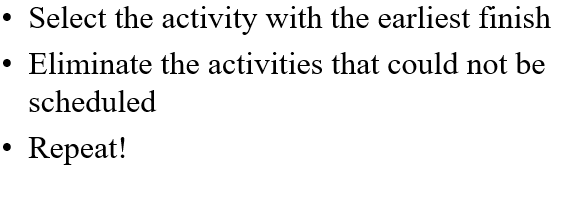 • Select the activity with the earliest finish
• Eliminate the activities that could not be
scheduled
• Repeat!